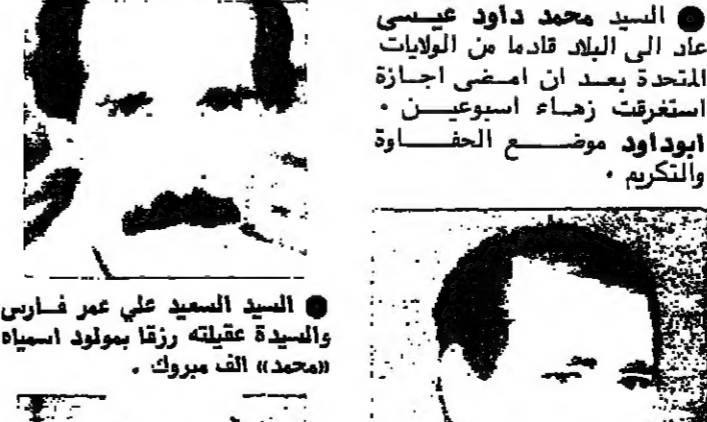 ● السيد محمد داود عيسى
عاد الى البلاد قادما من الولايات
المتحدة بعد ان امضى اجازة
استغرقت زهاء اسبوعين .
ابوداود موضع الحفاوة
والتكريم .
● السيد السعيد علي عمر فارس
والسيدة عقيلته رزقا بمولود اسمياه
«محمد» الف مبروك .